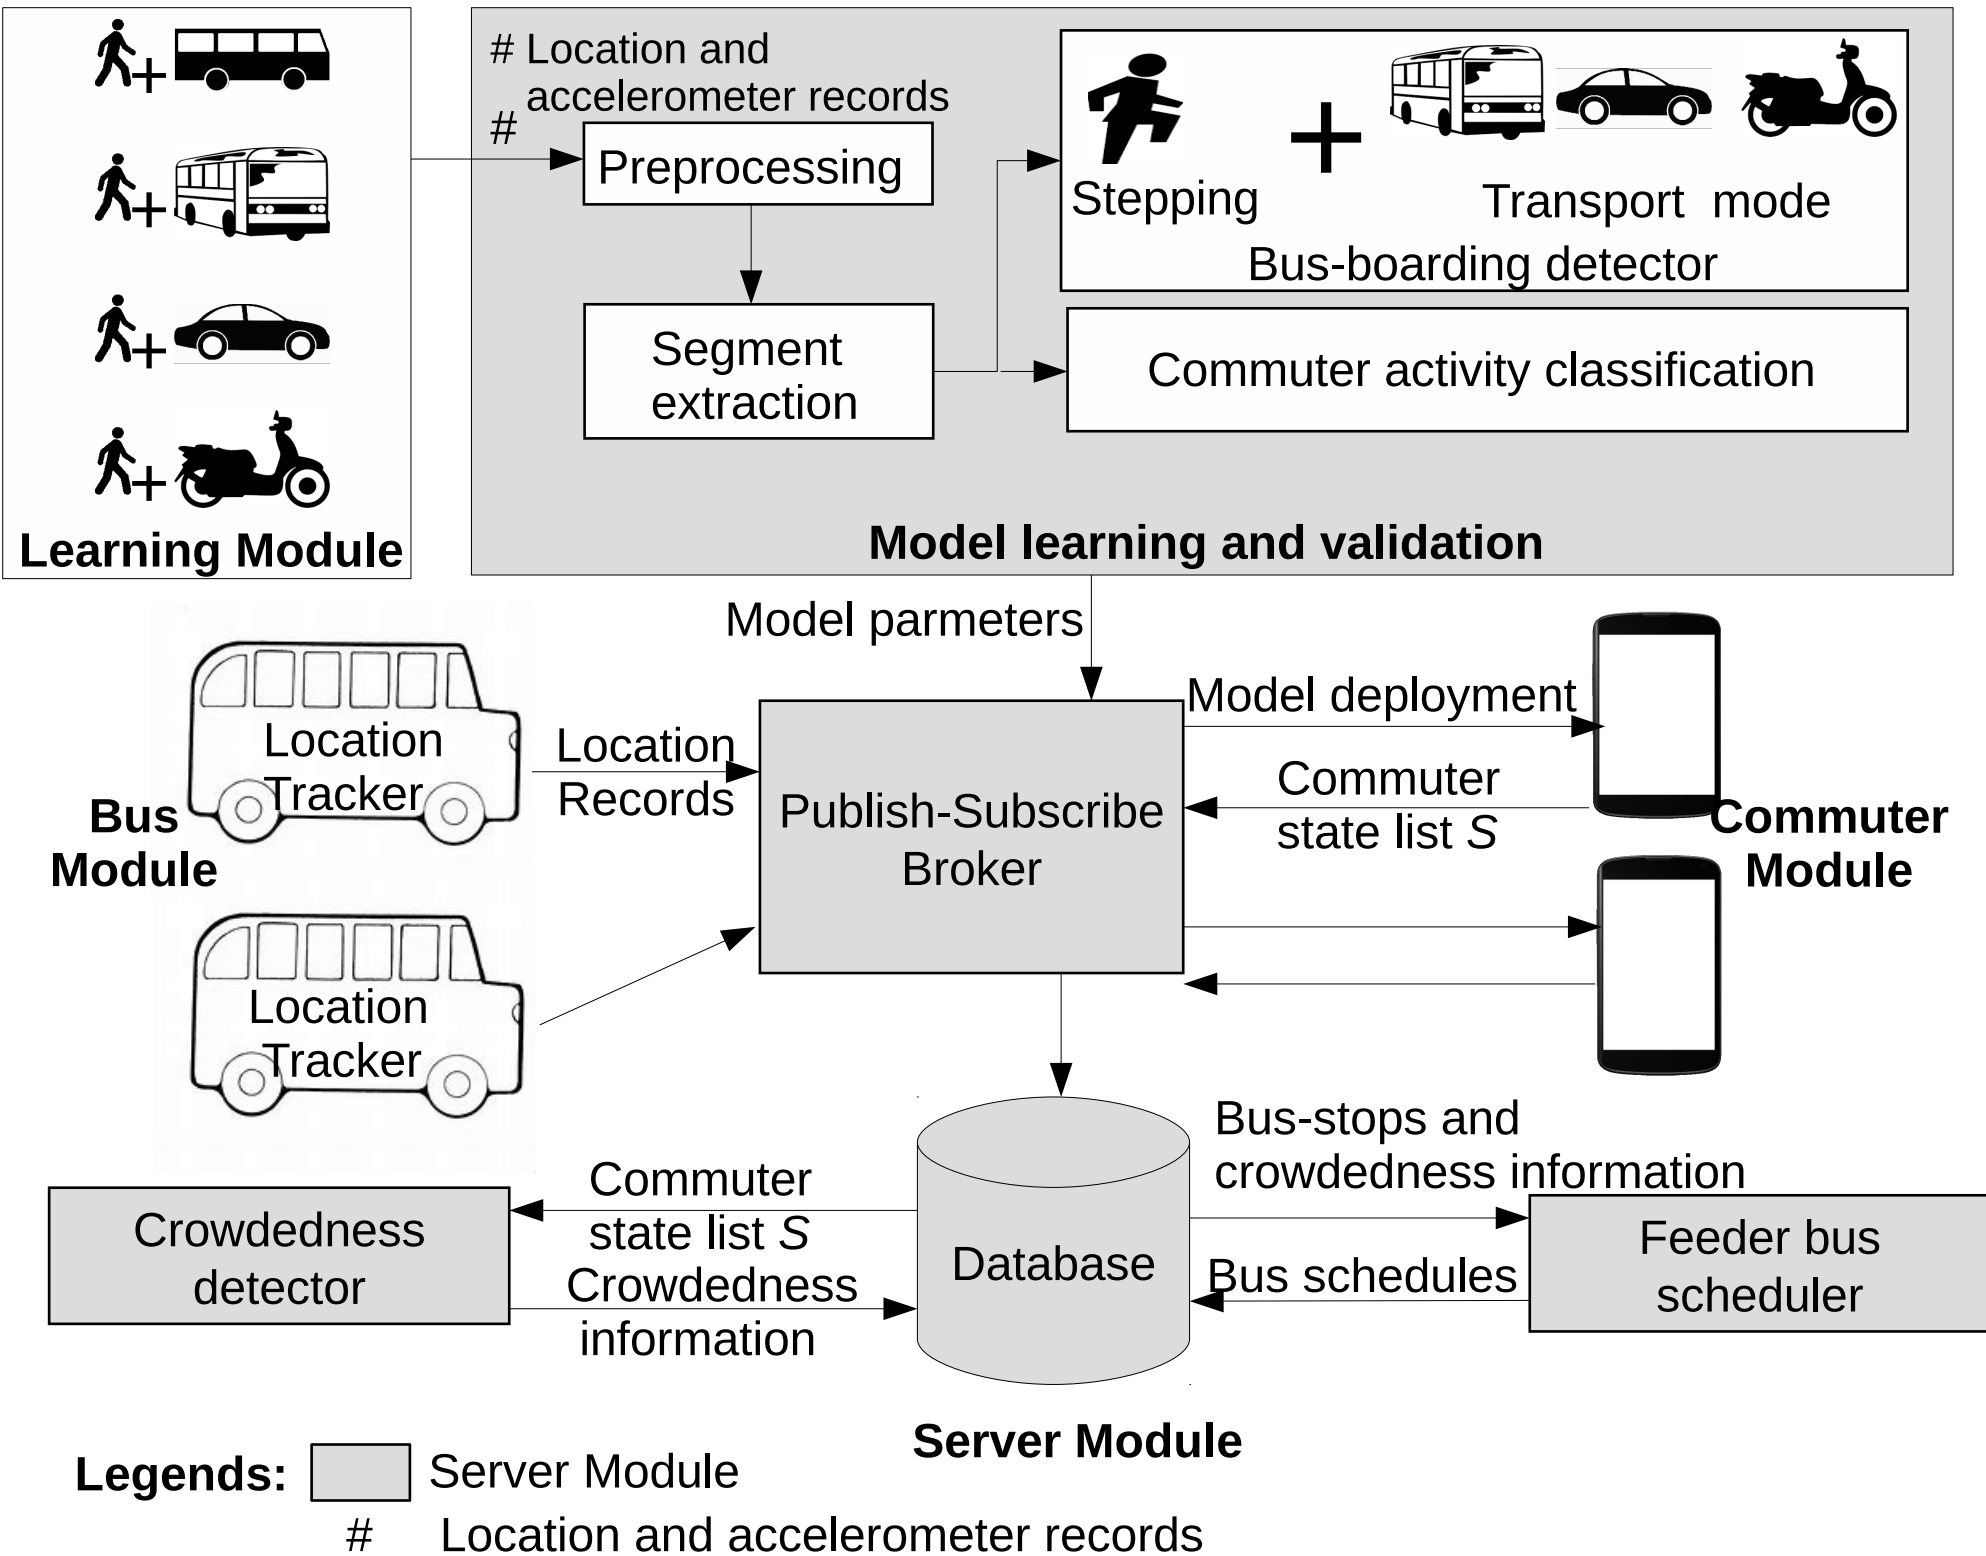 # Location and
accelerometer records
#
Preprocessing
Segment
extraction
Stepping
+
Transport mode
Bus-boarding detector
Commuter activity classification
+
+
+
+
Learning Module
Model learning and validation
Model parmeters
Location
Tracker
Location
Records
Bus
Module
Location
Tracker
Publish-Subscribe
Broker
Model deployment
Commuter
state list S
Commuter
Module
Crowdedness
detector
Commuter
state list S
Crowdedness
information
Database
Bus-stops and
crowdedness information
Bus schedules
Feeder bus
scheduler
Server Module
Legends:
Server Module
# Location and accelerometer records